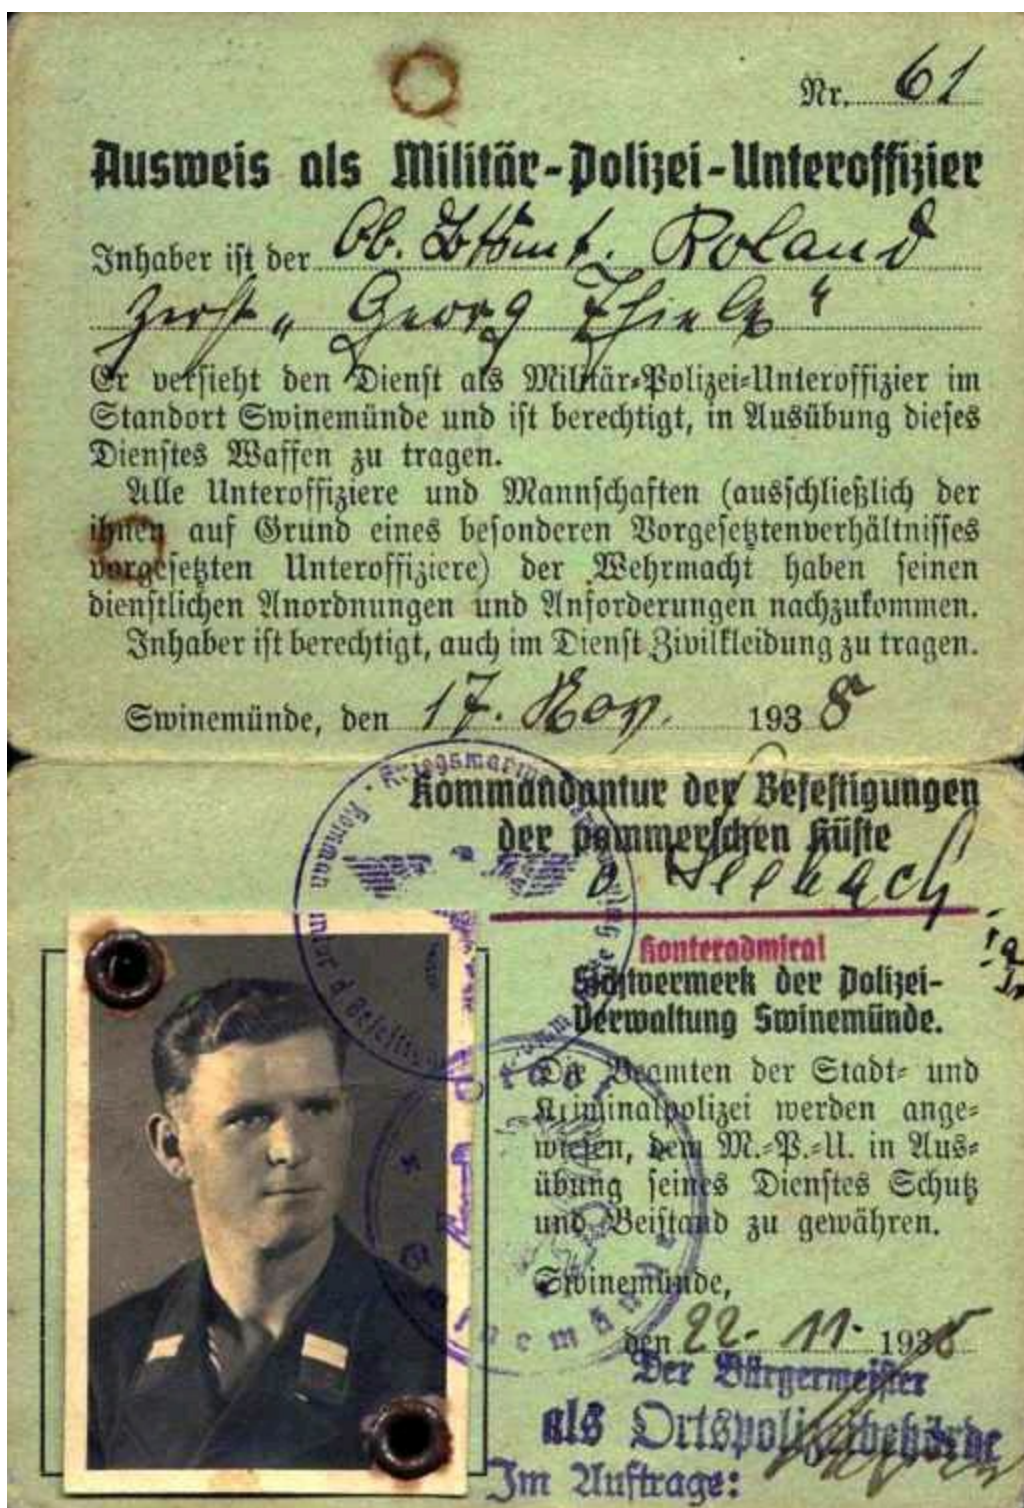 Nr. 61
Ausweis als Militär-Polizei-Unteroffizier
Inhaber ist der Ob. Btsmt. Roland
Zerst. „Georg Thiele“
Er versieht den Dienst als Militär-Polizei-Unteroffizier im
Standort Swinemünde und ist berechtigt, in Ausübung dieses
Dienstes Waffen zu tragen.
Alle Unteroffiziere und Mannschaften (ausschließlich der
ihnen auf Grund eines besonderen Vorgesetztenverhältnisses
vorgesetzten Unteroffiziere) der Wehrmacht haben seinen
dienstlichen Anordnungen und Anforderungen nachzukommen.
Inhaber ist berechtigt, auch im Dienst Zivilkleidung zu tragen.
Swinemünde, den 17. Nov. 1938
Kommandantur der Befestigungen
der pommerschen Küste
v. Seebach
Konteradmiral
Sichtvermerk der Polizei-
Verwaltung Swinemünde.
Die Beamten der Stadt- und
Kriminalpolizei werden ange-
wiesen, dem M.-P.-U. in Aus-
übung seines Dienstes Schutz
und Beistand zu gewähren.
Swinemünde,
den 22. 11. 1938
Der Bürgermeister
als Ortspolizeibehörde
Im Auftrage: